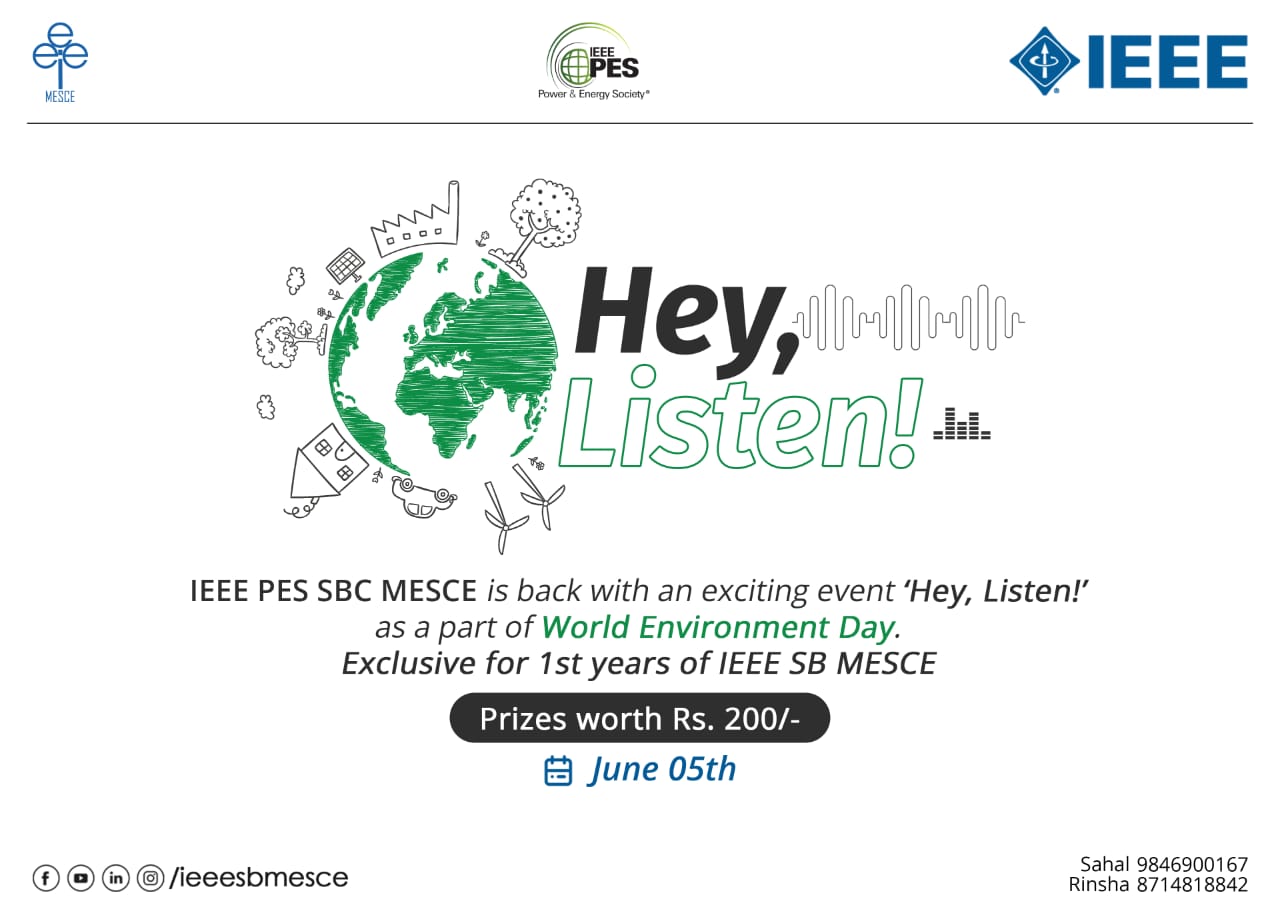 MESCE
IEEE
PES
Power & Energy Society®
IEEE
Hey,
Listen!
IEEE PES SBC MESCE is back with an exciting event ‘Hey, Listen!’
as a part of World Environment Day.
Exclusive for 1st years of IEEE SB MESCE
Prizes worth Rs. 200/-
June 05th
/ieeesbmesce
Sahal 9846900167
Rinsha 8714818842